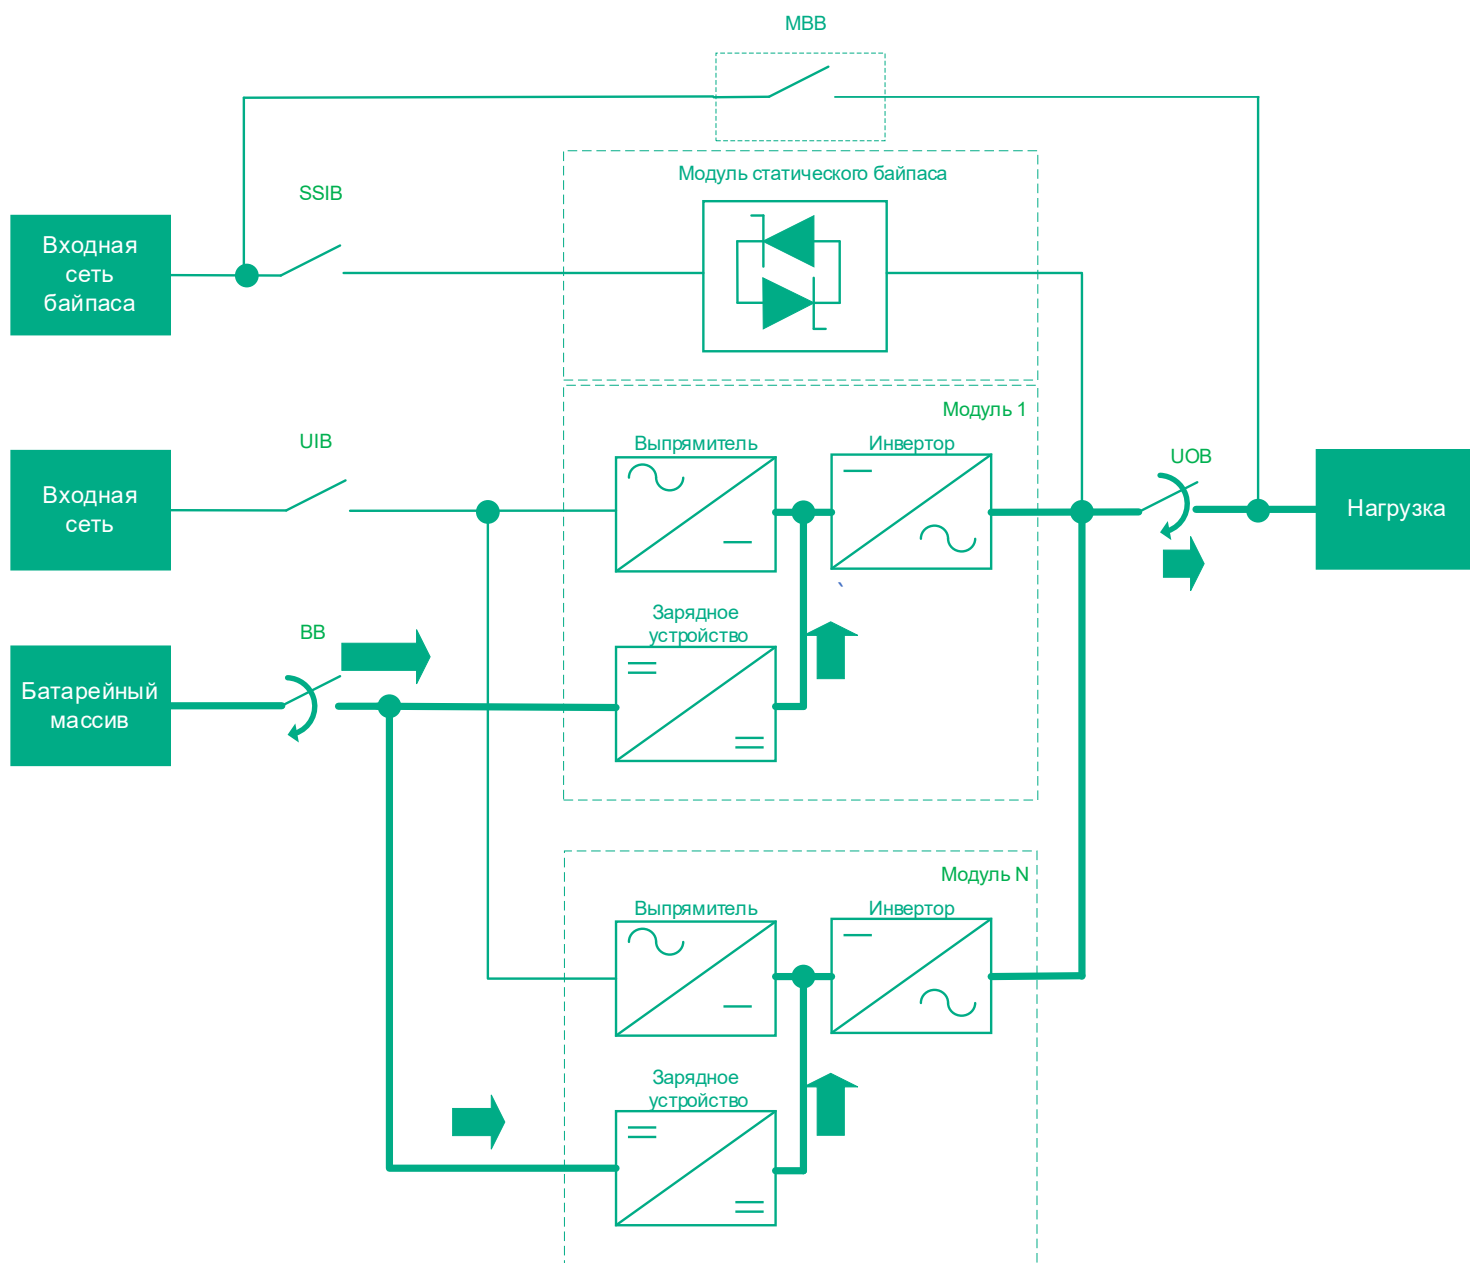 MBB
Модуль статического байпаса
SSIB
Входная
сеть
байпаса
Модуль 1
UIB
Выпрямитель
Инвертор
UOB
Входная
сеть
Нагрузка
Зарядное
устройство
BB
Батарейный
массив
Модуль N
Выпрямитель
Инвертор
Зарядное
устройство